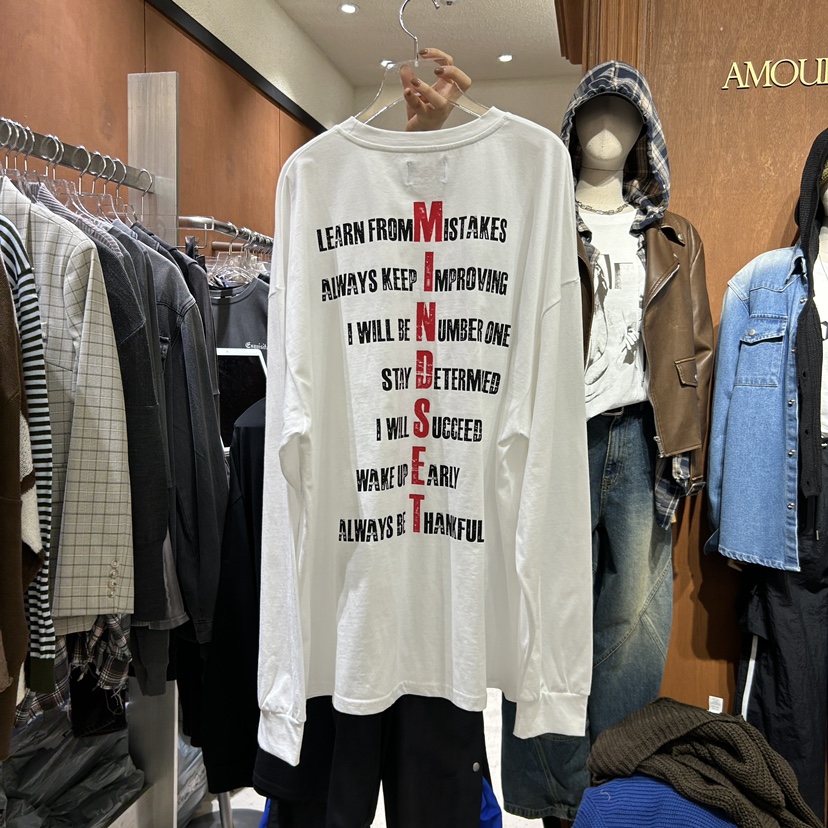 AMOU
LEARN FROM MISTAKES
ALWAYS KEEP IMPROVING
I WILL BE NUMBER ONE
STAY DETERMIED
I WILL SUCCEED
WAKE UP EARLY
ALWAYS BE THANKFUL